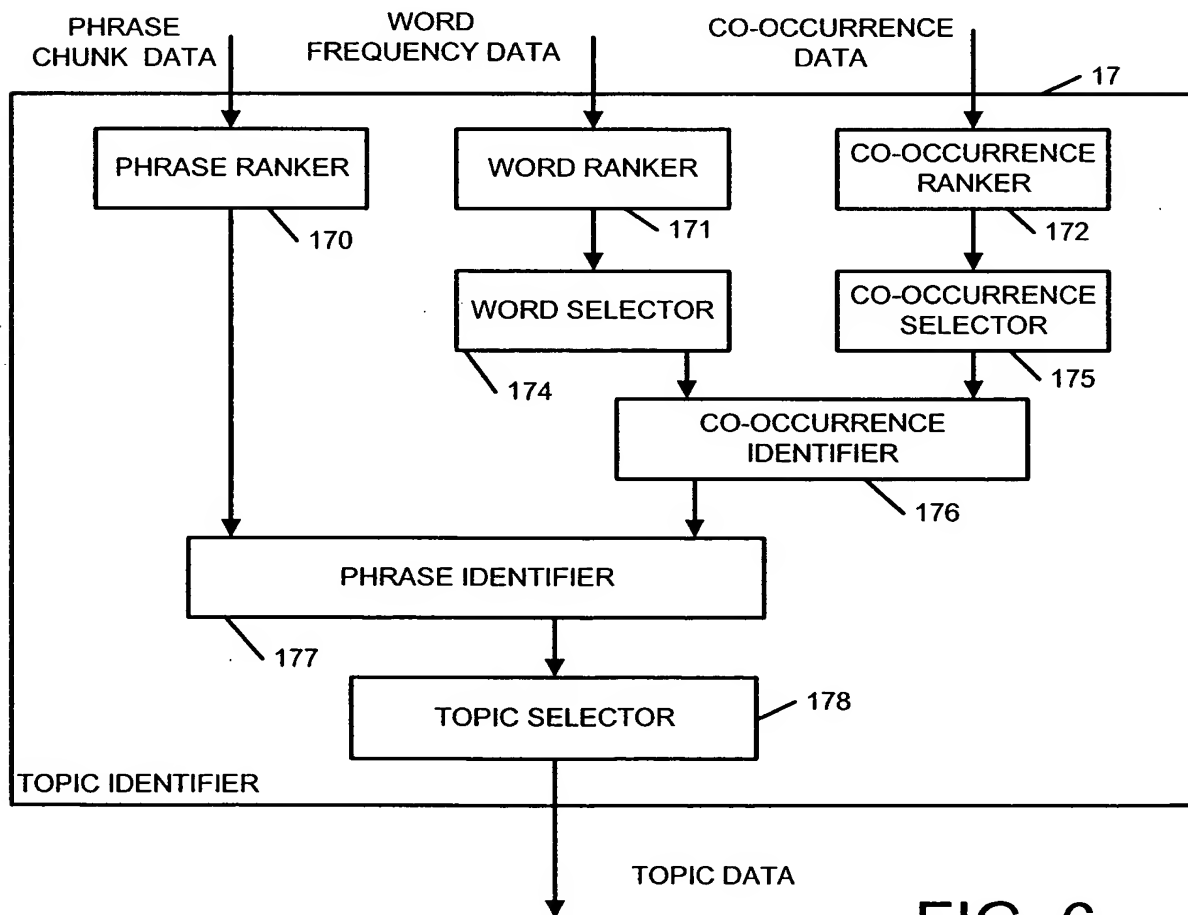 PHRASE
CHUNK DATA
WORD
FREQUENCY DATA
CO-OCCURRENCE
DATA
17
PHRASE RANKER
170
WORD RANKER
171
CO-OCCURRENCE
RANKER
172
WORD SELECTOR
174
CO-OCCURRENCE
SELECTOR
175
CO-OCCURRENCE
IDENTIFIER
176
PHRASE IDENTIFIER
177
TOPIC SELECTOR
178
TOPIC IDENTIFIER
TOPIC DATA
FIG. 6